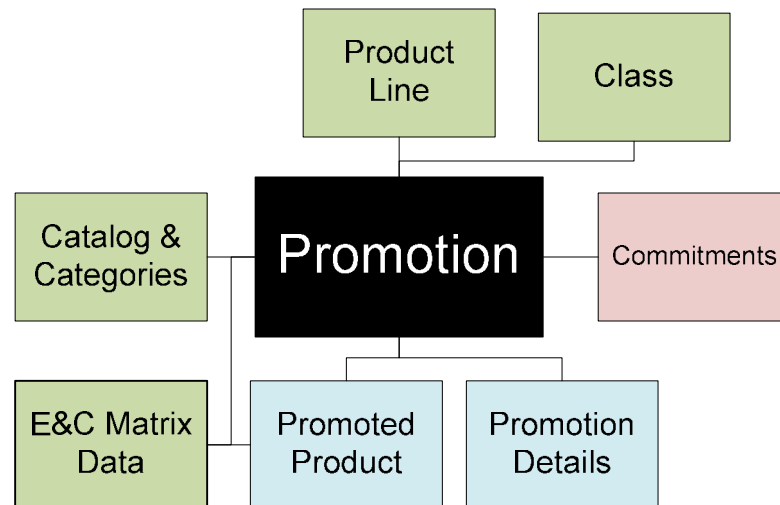 Product
Line
Class
Catalog &
Categories
Promotion
Commitments
E&C Matrix
Data
Promoted
Product
Promotion
Details